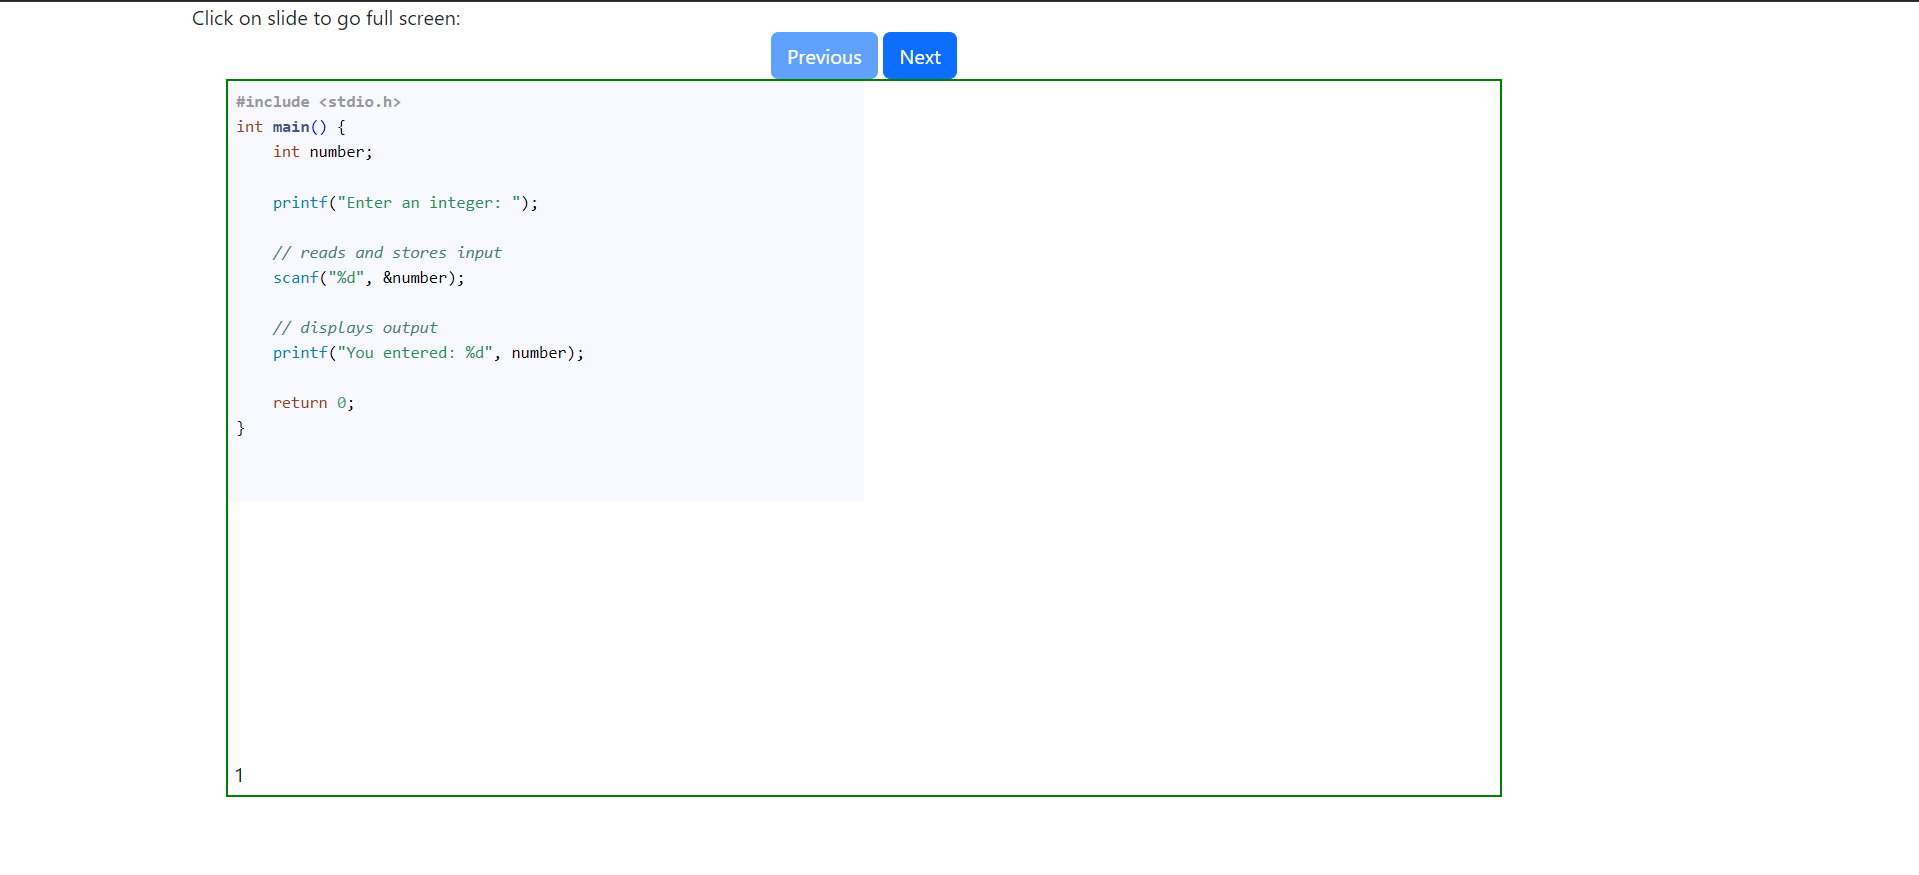 Click on slide to go full screen:
Previous Next
#include <stdio.h>
int main() {
    int number;
    printf("Enter an integer: ");
    // reads and stores input
    scanf("%d", &number);
    // displays output
    printf("You entered: %d", number);
    return 0;
}
1